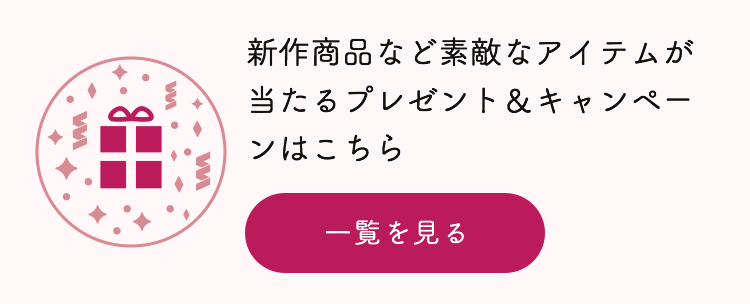 新作商品など素敵なアイテムが
当たるプレゼント＆キャンペー
ンはこちら
一覧を見る